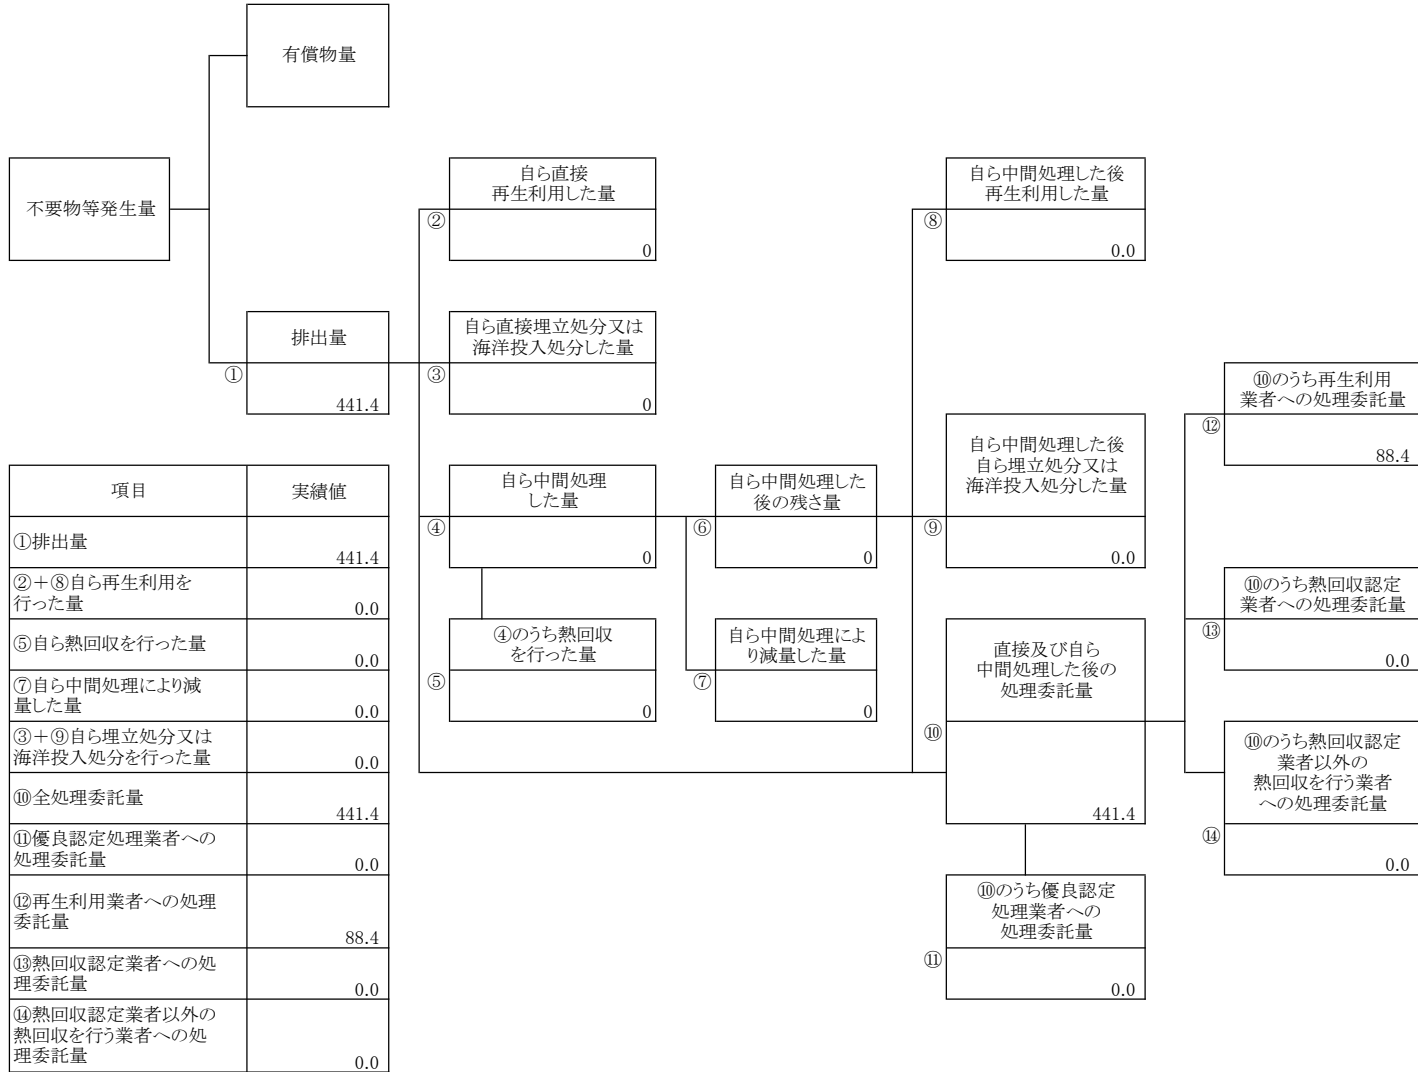 有償物量
不要物等発生量
自ら直接
再生利用した量
②
0
自ら中間処理した後
再生利用した量
⑧
0.0
排出量
①
441.4
自ら直接埋立処分又は
海洋投入処分した量
③
0
⑩のうち再生利用
業者への処理委託量
⑫
88.4
自ら中間処理
した量
④
0
自ら中間処理した
後の残さ量
⑥
0
自ら中間処理した後
自ら埋立処分又は
海洋投入処分した量
⑨
0.0
⑩のうち熱回収認定
業者への処理委託量
⑬
0.0
④のうち熱回収
を行った量
⑤
0
自ら中間処理によ
り減量した量
⑦
0
直接及び自ら
中間処理した後の
処理委託量
⑩
441.4
⑩のうち熱回収認定
業者以外の
熱回収を行う業者
への処理委託量
⑭
0.0
⑩のうち優良認定
処理業者への
処理委託量
⑪
0.0
項目 実績値
①排出量
441.4
②+⑧自ら再生利用を
行った量 0.0
⑤自ら熱回収を行った量
0.0
⑦自ら中間処理により減
量した量 0.0
③+⑨自ら埋立処分又は
海洋投入処分を行った量 0.0
⑩全処理委託量
441.4
⑪優良認定処理業者への
処理委託量 0.0
⑫再生利用業者への処理
委託量
88.4
⑬熱回収認定業者への処
理委託量 0.0
⑭熱回収認定業者以外の
熱回収を行う業者への処
理委託量 0.0